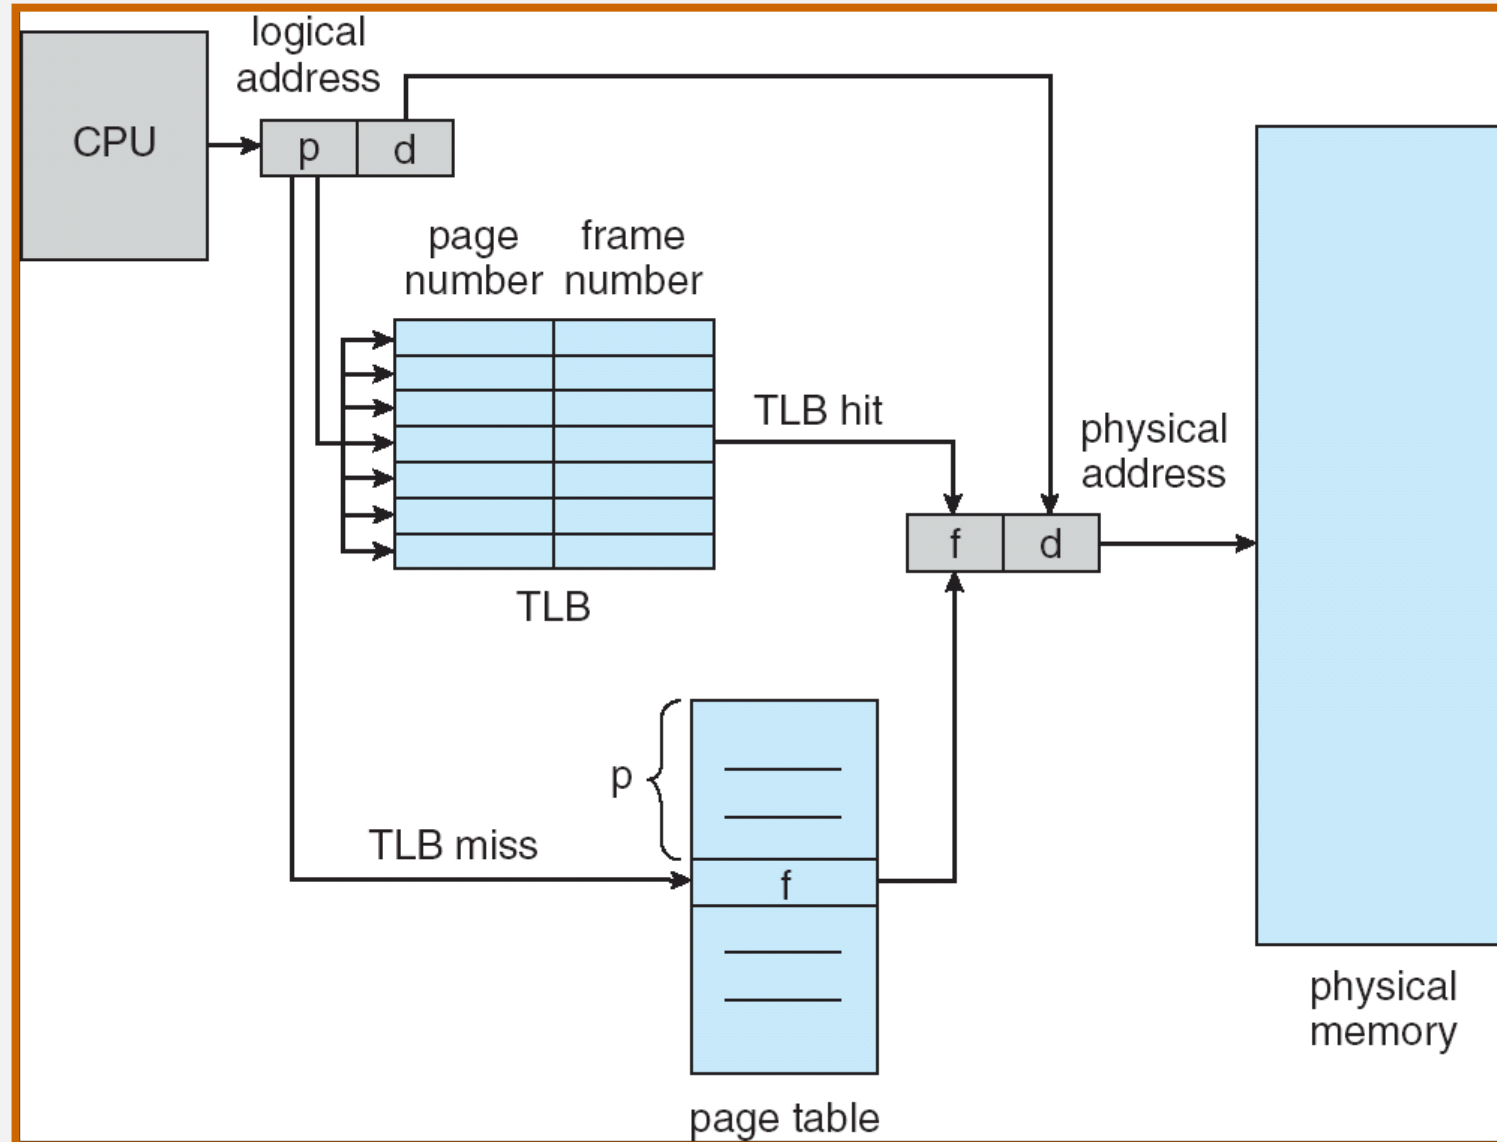 logical
address
CPU
p
d
page
number
frame
number
TLB hit
physical
address
f
d
TLB
p
TLB miss
f
physical
memory
page table